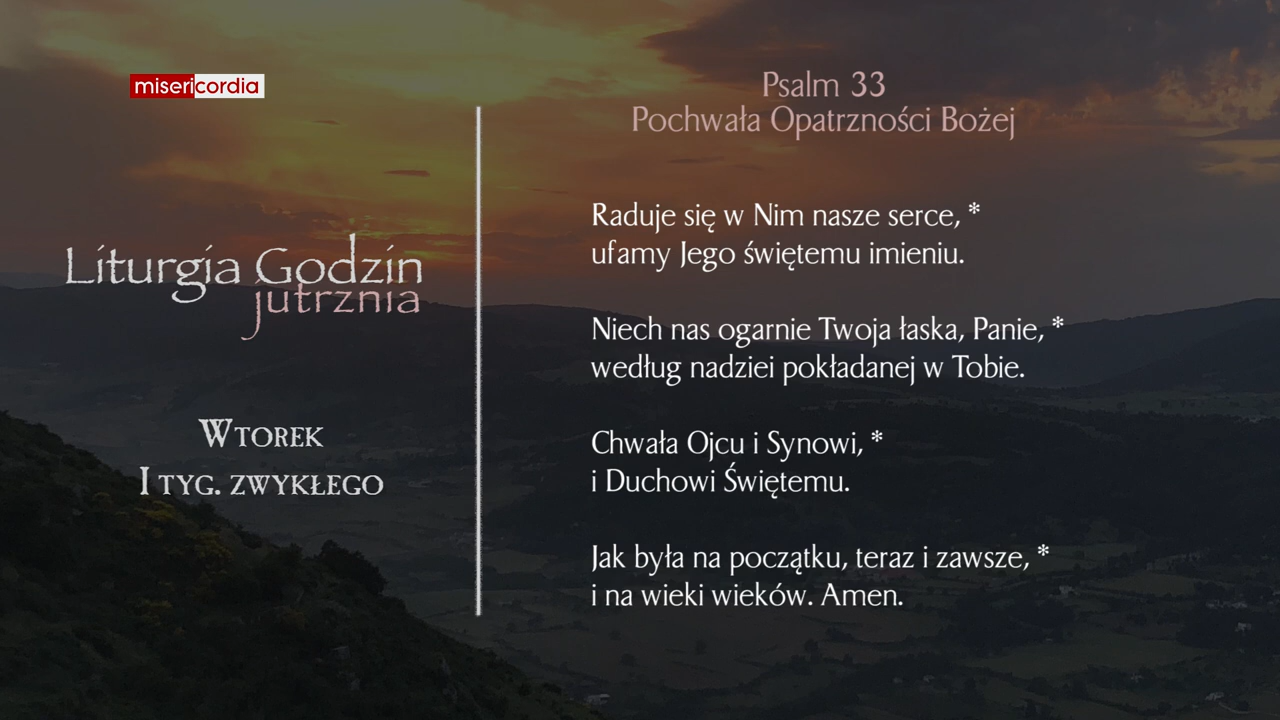 misericordia
Liturgia Godzin
jutrznia
Wtorek
I tyg. zwykłego
Psalm 33
Pochwała Opatrzności Bożej
Raduje się w Nim nasze serce, *
ufamy Jego świętemu imieniu.
Niech nas ogarnie Twoja łaska, Panie, *
według nadziei pokładanej w Tobie.
Chwała Ojcu i Synowi, *
i Duchowi Świętemu.
Jak była na początku, teraz i zawsze, *
i na wieki wieków. Amen.